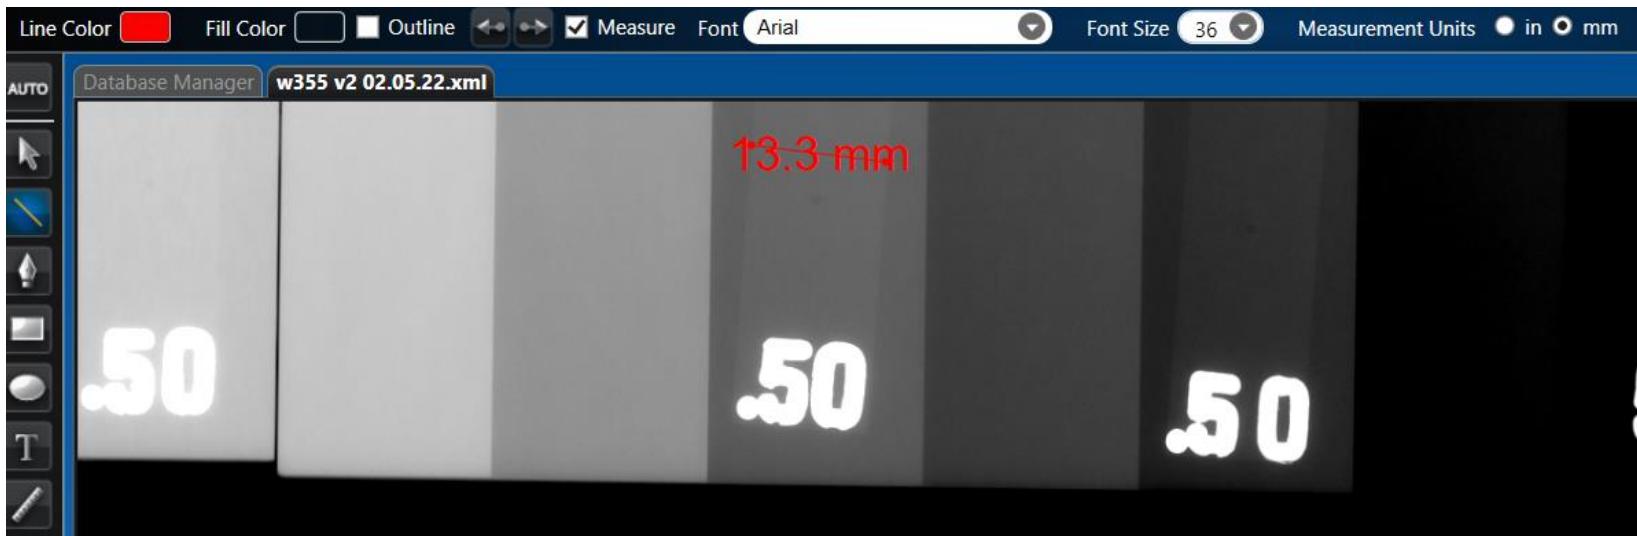 Line Color Fill Color Outline Measure Font Arial Font Size 36 Measurement Units in mm
AUTO Database Manager w355 v2 02.05.22.xml
13.3 mm
.50 .50 .50
T